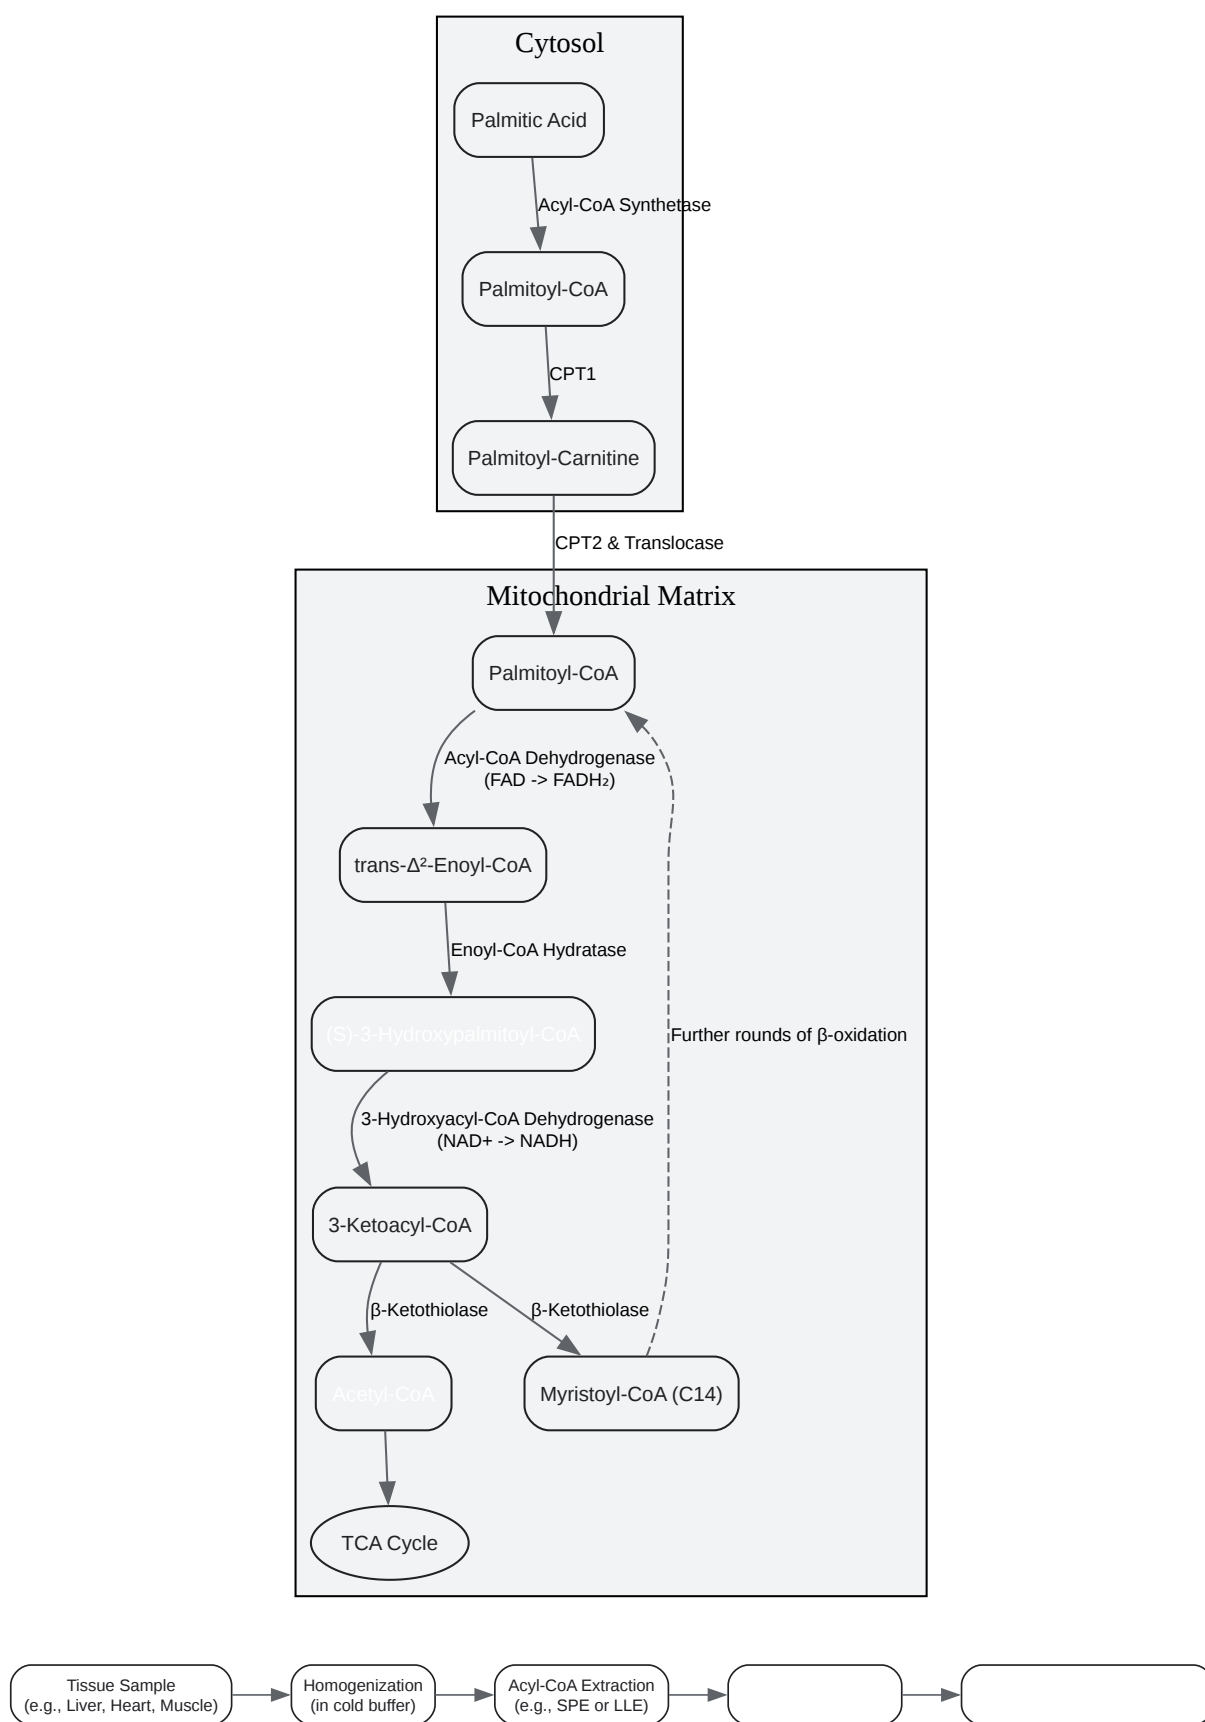 Cytosol
Palmitic Acid
Acyl-CoA Synthetase
Palmitoyl-CoA
CPT1
Palmitoyl-Carnitine
CPT2 & Translocase
Mitochondrial Matrix
Palmitoyl-CoA
Acyl-CoA Dehydrogenase
(FAD -> FADH₂)
trans-Δ²-Enoyl-CoA
Enoyl-CoA Hydratase
(S)-3-Hydroxypalmitoyl-CoA
Further rounds of β-oxidation
3-Hydroxyacyl-CoA Dehydrogenase
(NAD+ -> NADH)
3-Ketoacyl-CoA
β-Ketothiolase
β-Ketothiolase
Acetyl-CoA
Myristoyl-CoA (C14)
TCA Cycle
Tissue Sample
(e.g., Liver, Heart, Muscle)
Homogenization
(in cold buffer)
Acyl-CoA Extraction
(e.g., SPE or LLE)